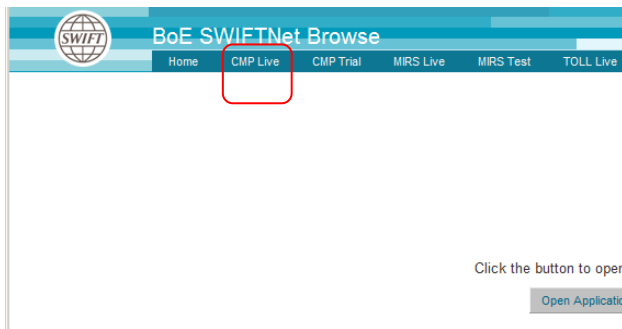 SWIFT
BoE SWIFTNet Browse
Home CMP Live CMP Trial MIRS Live MIRS Test TOLL Live
Click the button to oper
Open Applicatio